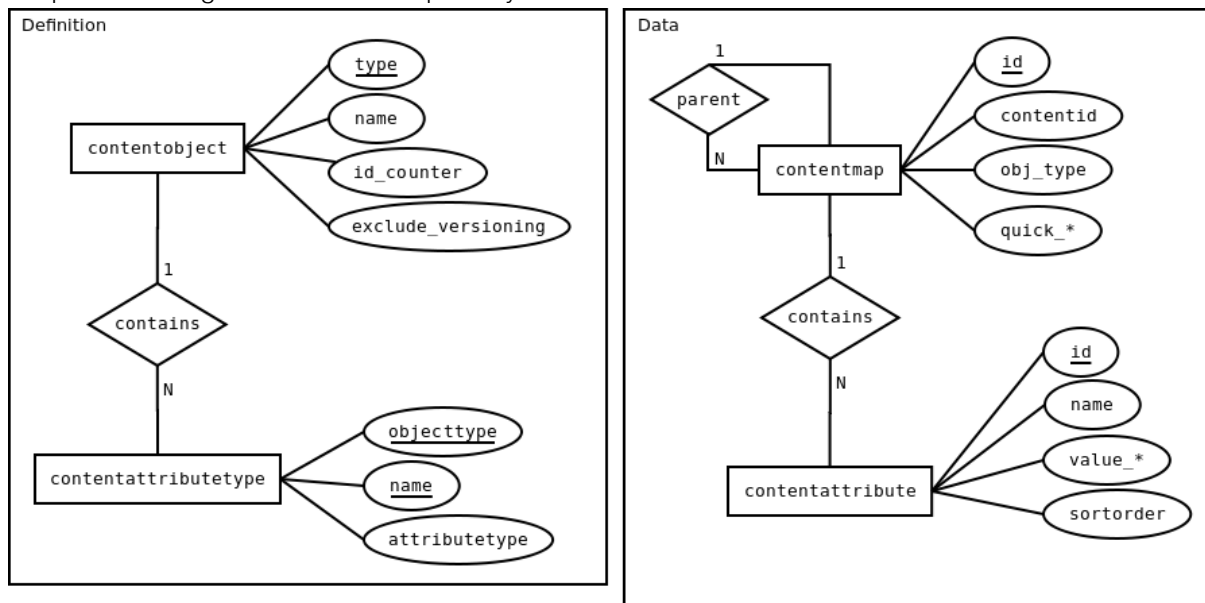 Definition
type
name
contentobject
id_counter
exclude_versioning
1
contains
N
objecttype
contentattributetype
name
attributetype
Data
1
id
parent
contentid
N
contentmap
obj_type
quick_*
1
contains
N
id
name
value_*
contentattribute
sortorder